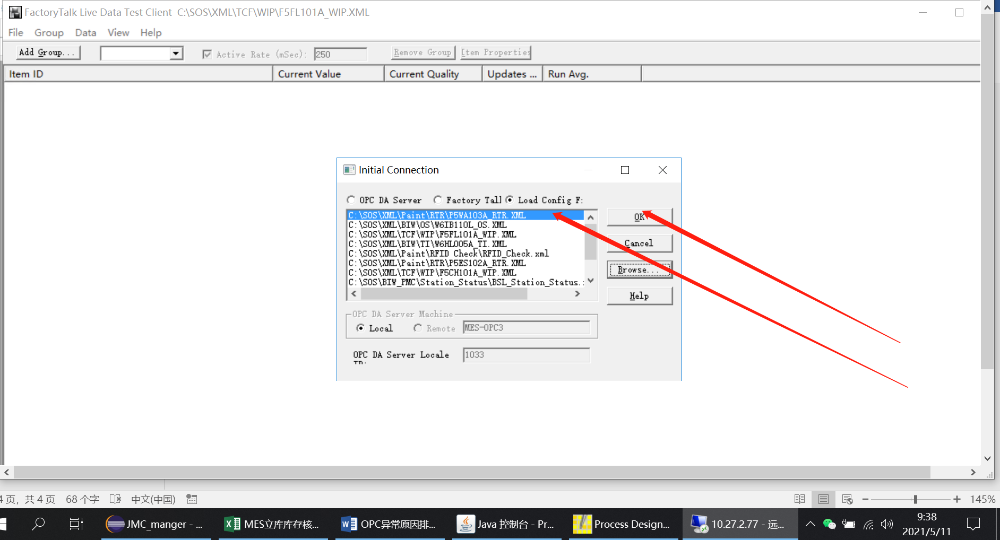 FactoryTalk Live Data Test Client  C:\SOS\XML\TCF\WIP\F5FL101A_WIP.XML
File Group Data View Help
Add Group... Active Rate (mSec): 250 Remove Group Item Properties
Item ID Current Value Current Quality Updates ... Run Avg.
Initial Connection
OPC DA Server Factory Tall Load Config F:
C:\SOS\XML\Paint\RTR\P5WA103A_RTR.XML
C:\SOS\XML\BIW\OS\W6IB110L_OS.XML
C:\SOS\XML\TCF\WIP\F5FL101A_WIP.XML
C:\SOS\XML\BIW\TI\W6HL005A_TI.XML
C:\SOS\XML\Paint\RFID Check\RFID_Check.xml
C:\SOS\XML\Paint\RTR\P5ES102A_RTR.XML
C:\SOS\XML\TCF\WIP\F5CH101A_WIP.XML
C:\SOS\BIW_PMC\Station_Status\BSL_Station_Status.:
OK
Cancel
Browse...
Help
OPC DA Server Machine
Local Remote MES-OPC3
OPC DA Server Locale 1033
ID:
4 页，共 4 页 68 个字 中文(中国) 145%
JMC_manger - ... MES立库库存核... OPC异常原因排... Java 控制台 - Pr... Process Design... 10.27.2.77 - 远...
9:38
2021/5/11